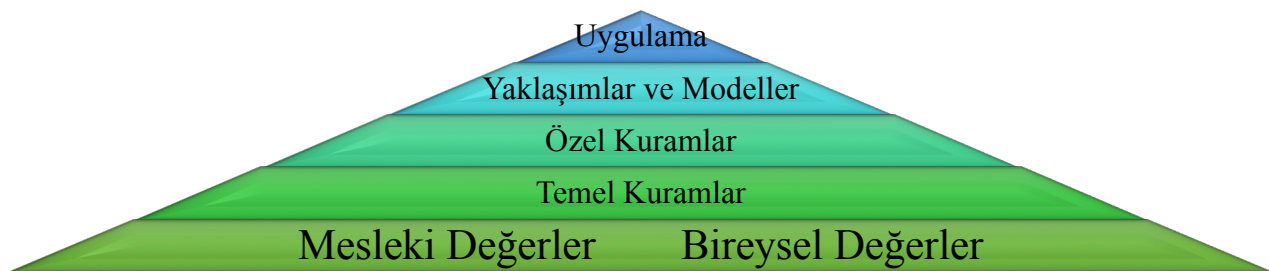 Uygulama
Yaklaşımlar ve Modeller
Özel Kuramlar
Temel Kuramlar
Mesleki Değerler Bireysel Değerler